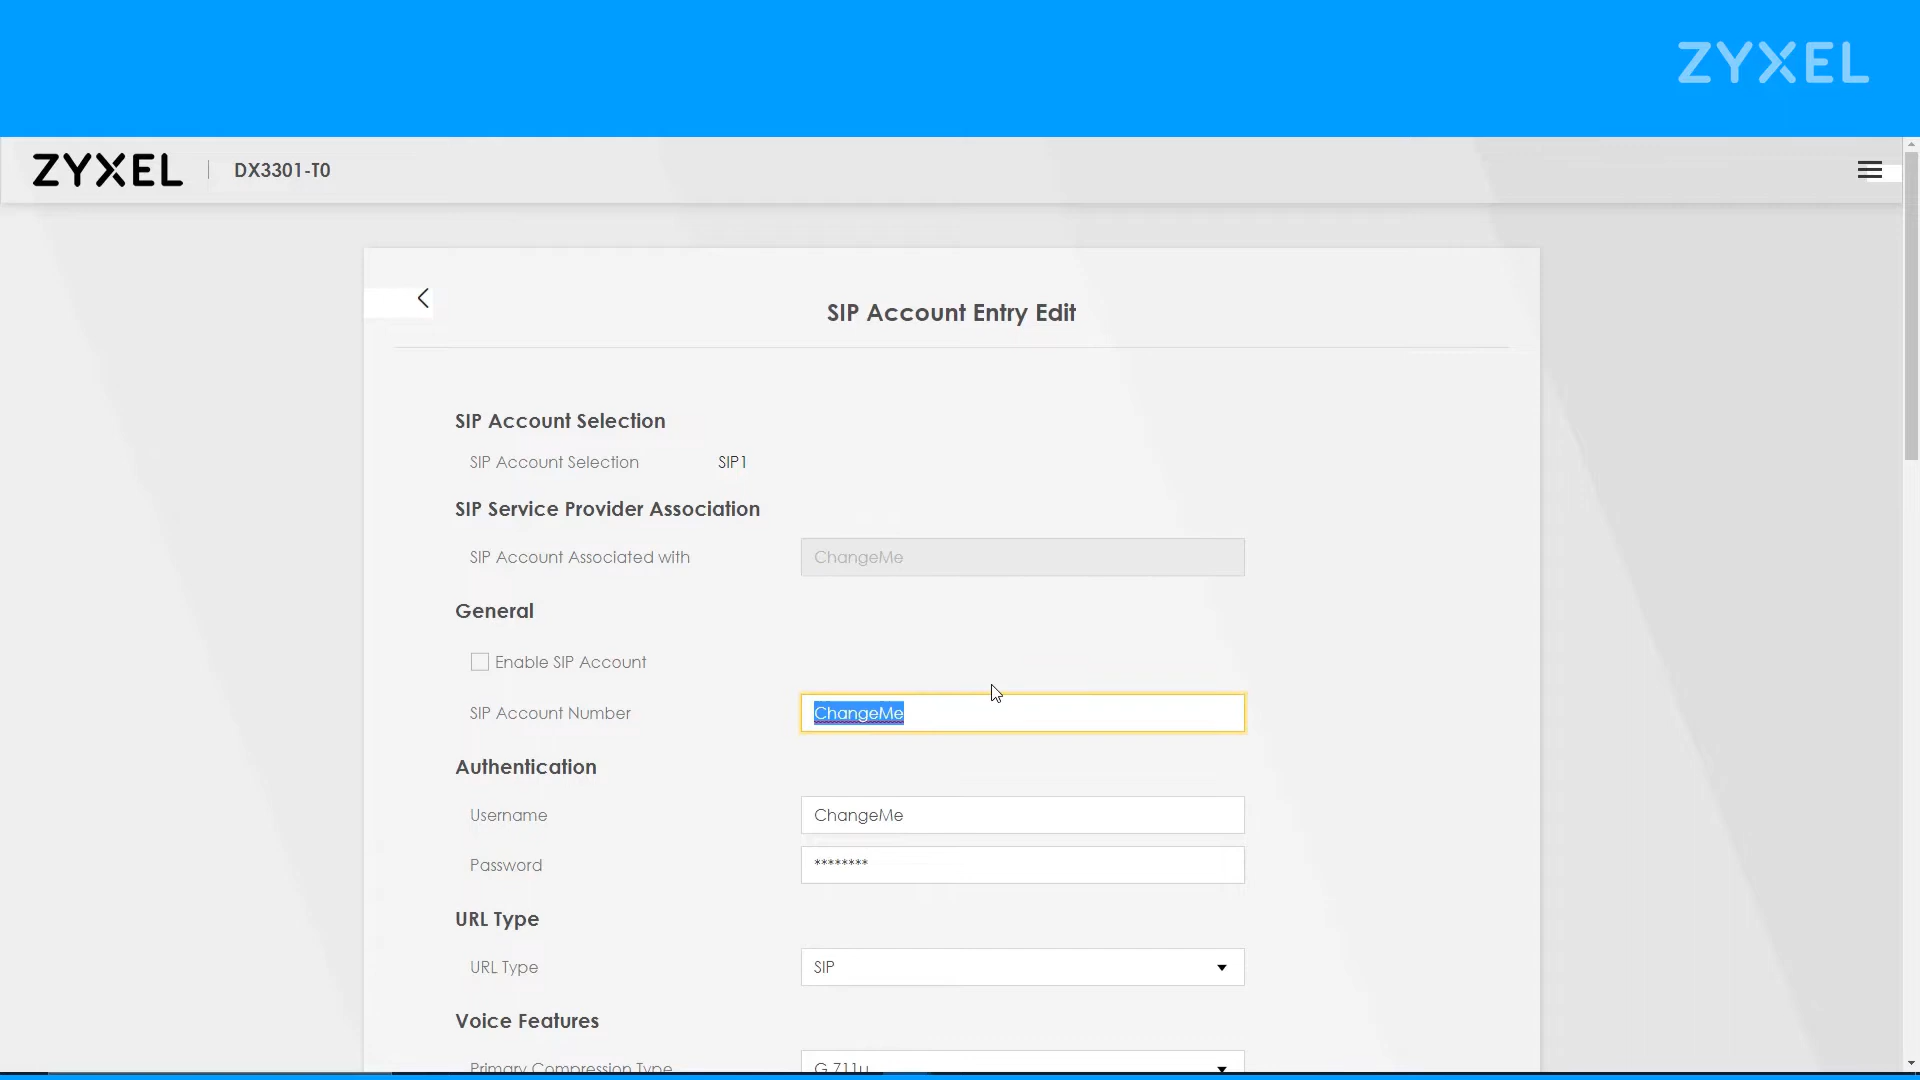 ZYXEL
ZYXEL
DX3301-T0
SIP Account Entry Edit
SIP Account Selection
SIP Account Selection SIP1
SIP Service Provider Association
SIP Account Associated with ChangeMe
General
Enable SIP Account
SIP Account Number ChangeMe
Authentication
Username ChangeMe
Password ********
URL Type
URL Type SIP
Voice Features
Primary Compression Type G.711u